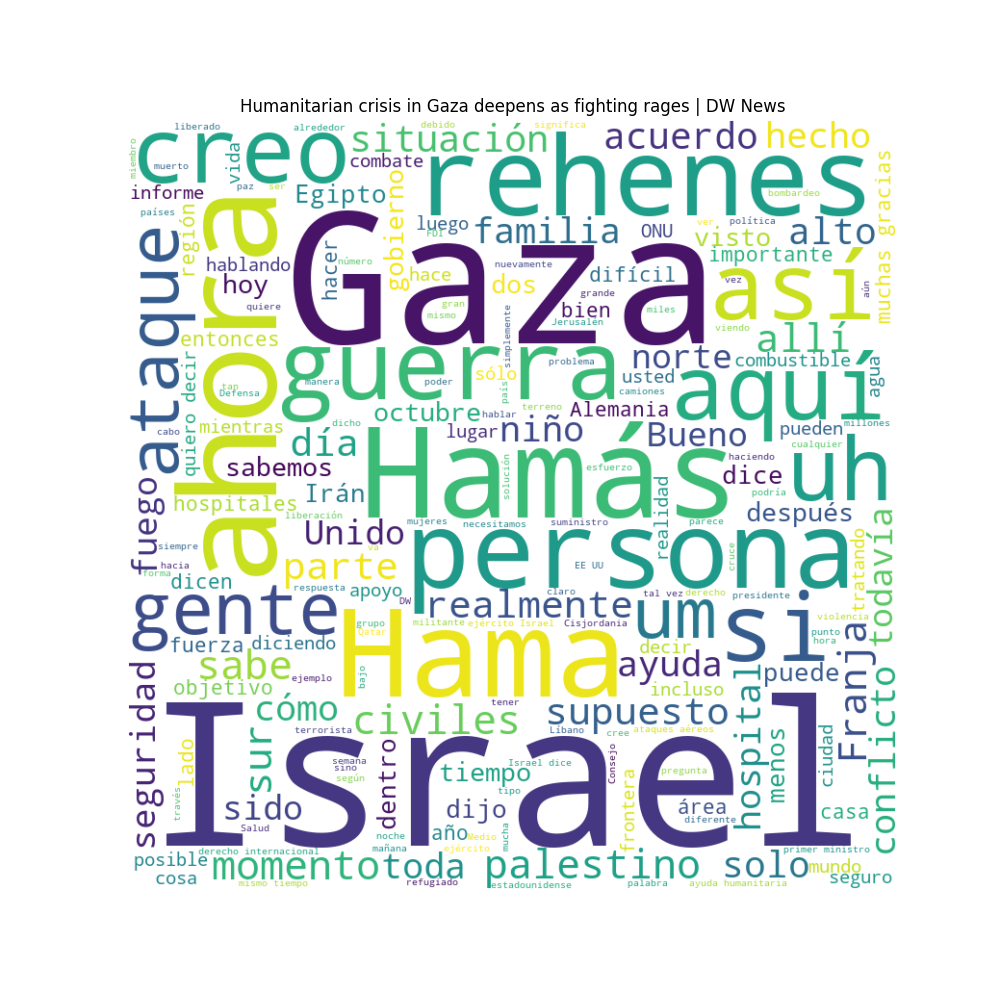 Humanitarian crisis in Gaza deepens as fighting rages | DW News
liberado
alrededor
debido
significa
creo
situación
acuerdo
hecho
miembro
muerto
vida
combate
rehenes
informe
paz
ser
Egipto
gobierno
bombardeo
muchas gracias
países
región
ahora
luego
FDI
familia
ONU
ver
política
visto
alto
ataque
hablando
hacer
Gaza
nuevamente
hace
difícil
importante
hoy
quiere
número
gran
mismo
dos
grande
bien
Jerusalén
vez
miles
así
aún
viendo
entonces
guerra
simplemente
problema
norte
allí
combustible
agua
quiero decir
tap
Defensa
manera
poder
sólo
país
usted
camiones
aquí
mientras
octubre
hablar
terreno
Alemania
cabo
dicho
día
lugar
niño
Bueno
pueden
millones
cualquier
sabemos
Hamás
solución
esfuerzo
haciendo
dice
uh
fuego
Irán
realidad
podría
hospitales
liberación
después
siempre
Unido
mujeres
necesitamos
suministro
parece
hacia
forma
parte
va
persona
EE UU
cruce
tratando
todavía
dicen
respuesta
apoyo
DW
claro
tal vez
derecho
presidente
gente
realmente
um
si
violencia
grupo
Qatar
militante
ejército Israel
Cisjordania
punto
hora
fuerza
diciendo
Hama
decir
Franja
sabe
ejemplo
bajo
ayuda
puede
objetivo
tener
incluso
seguridad
cómo
civiles
supuesto
hospital
conflicto
lado
sur
terrorista
Líbano
cree
ataques aéreos
menos
ciudad
semana
sino
según
Israel
dentro
Israel dice
Consejo
pregunta
tiempo
tipo
través
sido
dijo
frontera
área
diferente
casa
Salud
noche
mañana
año
Medio
ejército
mucha
posible
derecho internacional
primer ministro
cosa
momento
toda
palestino
solo
mundo
seguro
mismo tiempo
refugiado
estadounidense
palabra
ayuda humanitaria